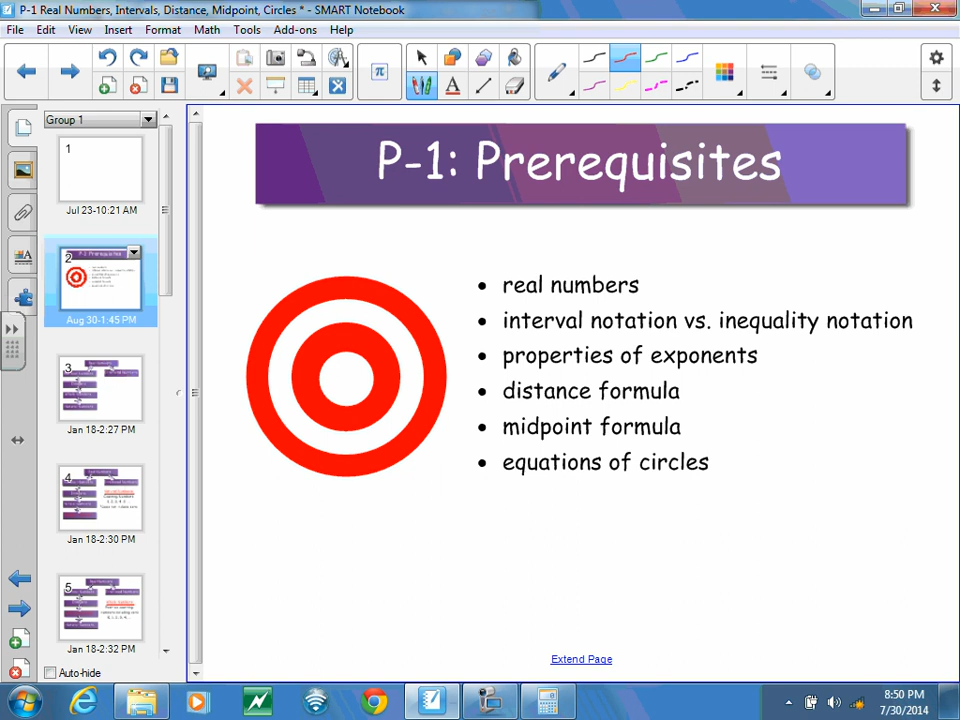 P-1 Real Numbers, Intervals, Distance, Midpoint, Circles * - SMART Notebook
File Edit View Insert Format Math Tools Add-ons Help
π
A
Group 1
1
Jul 23-10:21 AM
2
P-1: Prerequisites
Aug 30-1:45 PM
3
Jan 18-2:27 PM
4
Jan 18-2:30 PM
5
Jan 18-2:32 PM
Auto-hide
P-1: Prerequisites
• real numbers
• interval notation vs. inequality notation
• properties of exponents
• distance formula
• midpoint formula
• equations of circles
Extend Page
8:50 PM
7/30/2014